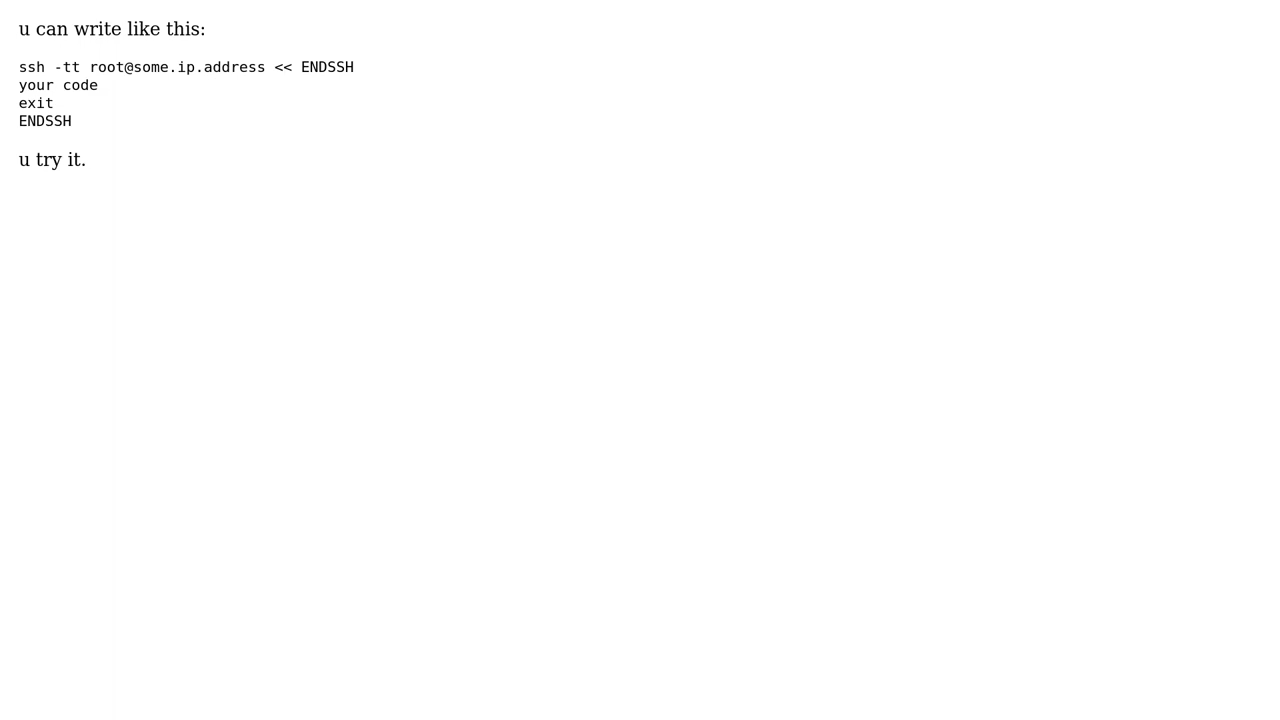 u can write like this:
ssh -tt root@some.ip.address << ENDSSH
your code
exit
ENDSSH
u try it.